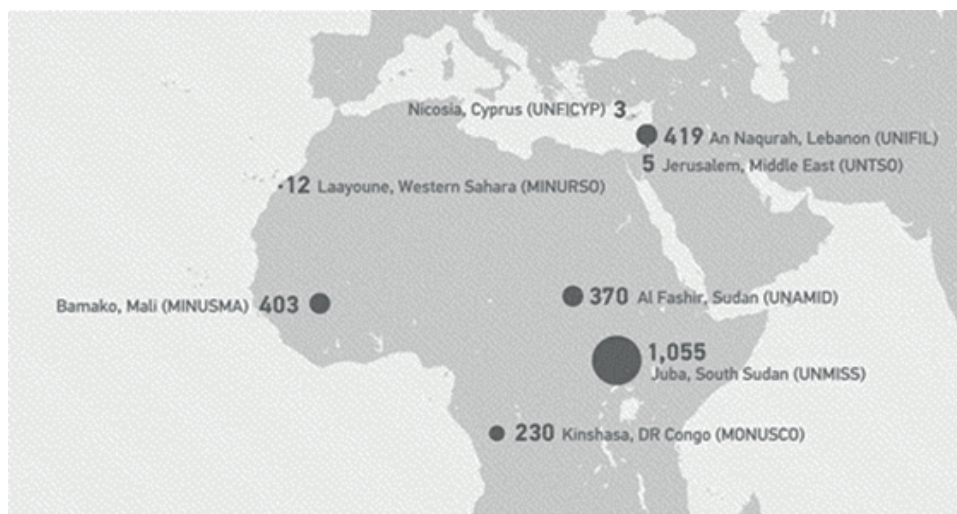 Nicosia, Cyprus (UNFICYP) 3
419 An Naqurah, Lebanon (UNIFIL)
5 Jerusalem, Middle East (UNTSO)
12 Laayoune, Western Sahara (MINURSO)
Bamako, Mali (MINUSMA) 403
370 Al Fashir, Sudan (UNAMID)
1,055
Juba, South Sudan (UNMISS)
230 Kinshasa, DR Congo (MONUSCO)